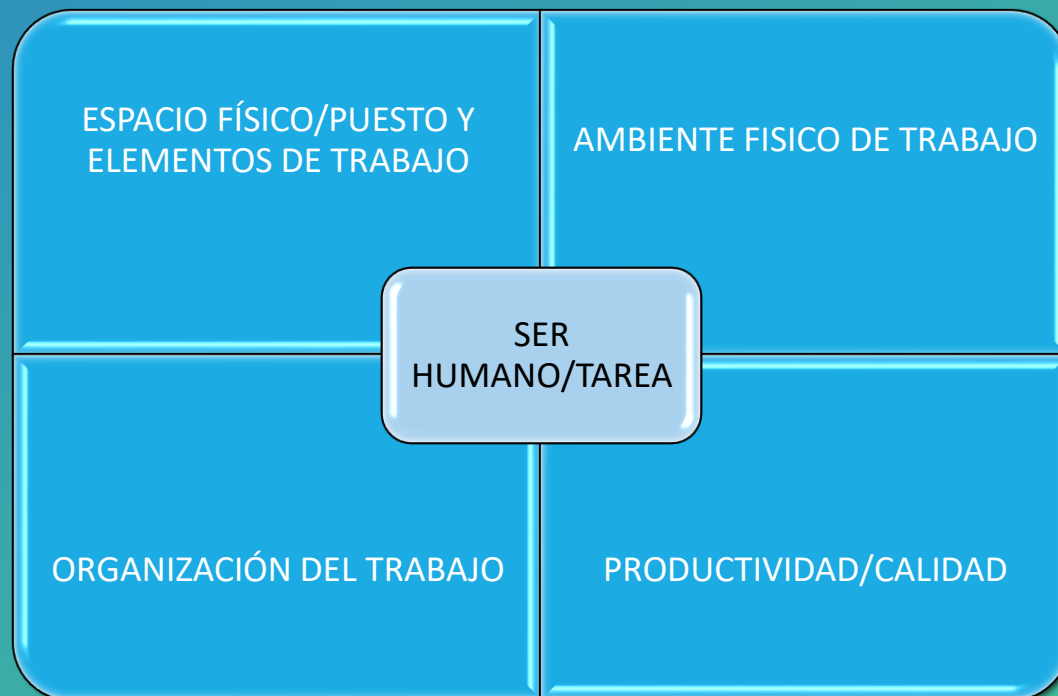 ESPACIO FÍSICO/PUESTO Y
ELEMENTOS DE TRABAJO
AMBIENTE FISICO DE TRABAJO
SER
HUMANO/TAREA
ORGANIZACIÓN DEL TRABAJO
PRODUCTIVIDAD/CALIDAD